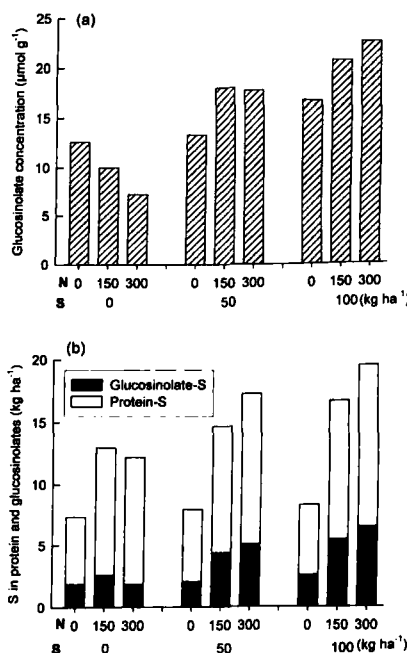 (a)
Glucosinolate concentration (μmol g⁻¹)
25
20
15
10
5
0
N 0 150 300 0 150 300 0 150 300
S 0 50 100 (kg ha⁻¹)
(b)
S in protein and glucosinolates (kg ha⁻¹)
20
15
10
5
0
Glucosinolate-S
Protein-S
N 0 150 300 0 150 300 0 150 300
S 0 50 100 (kg ha⁻¹)